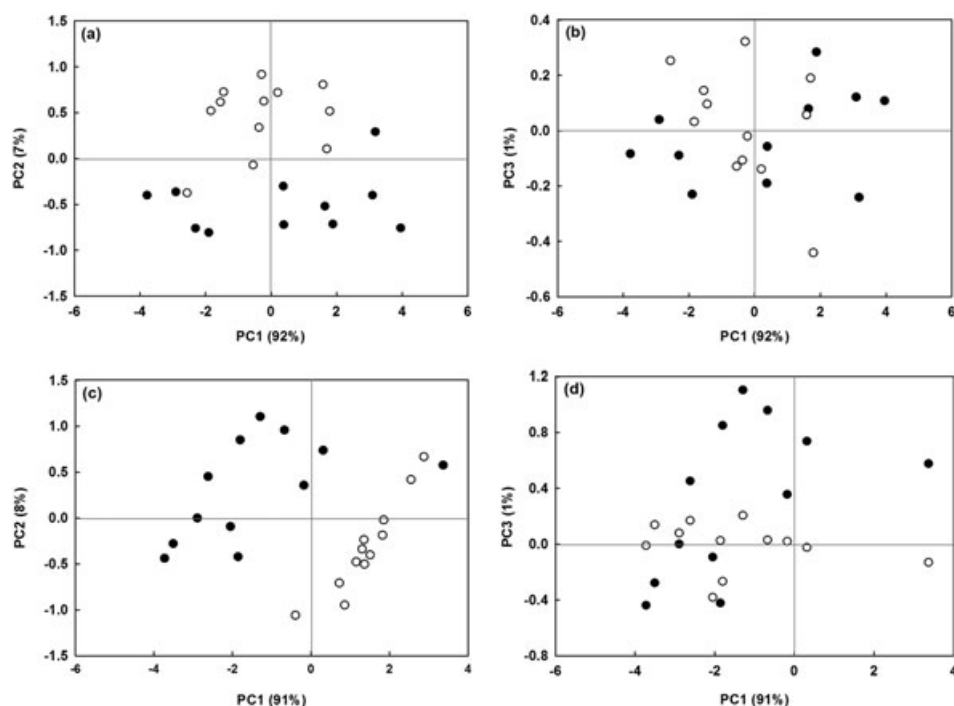 (a)
1.5
1.0
0.5
0.0
-0.5
-1.0
-1.5
PC2 (7%)
-6 -4 -2 0 2 4 6
PC1 (92%)
(b)
0.4
0.2
0.0
-0.2
-0.4
-0.6
PC3 (1%)
-6 -4 -2 0 2 4 6
PC1 (92%)
(c)
1.5
1.0
0.5
0.0
-0.5
-1.0
-1.5
PC2 (8%)
-6 -4 -2 0 2 4
PC1 (91%)
(d)
1.2
0.8
0.4
0.0
-0.4
-0.8
PC3 (1%)
-6 -4 -2 0 2 4
PC1 (91%)